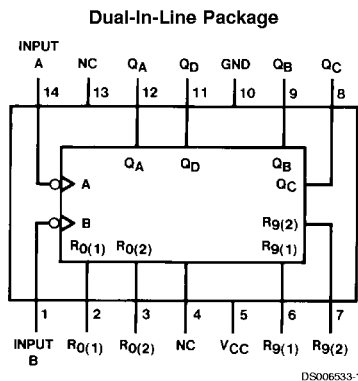 Dual-In-Line Package
INPUT
A NC QA QD GND QB QC
14 13 12 11 10 9 8
QA QD QB
A QC
B R9(2)
R0(1) R0(2) R9(1)
1 2 3 4 5 6 7
INPUT R0(1) R0(2) NC VCC R9(1) R9(2)
B
DS006533-